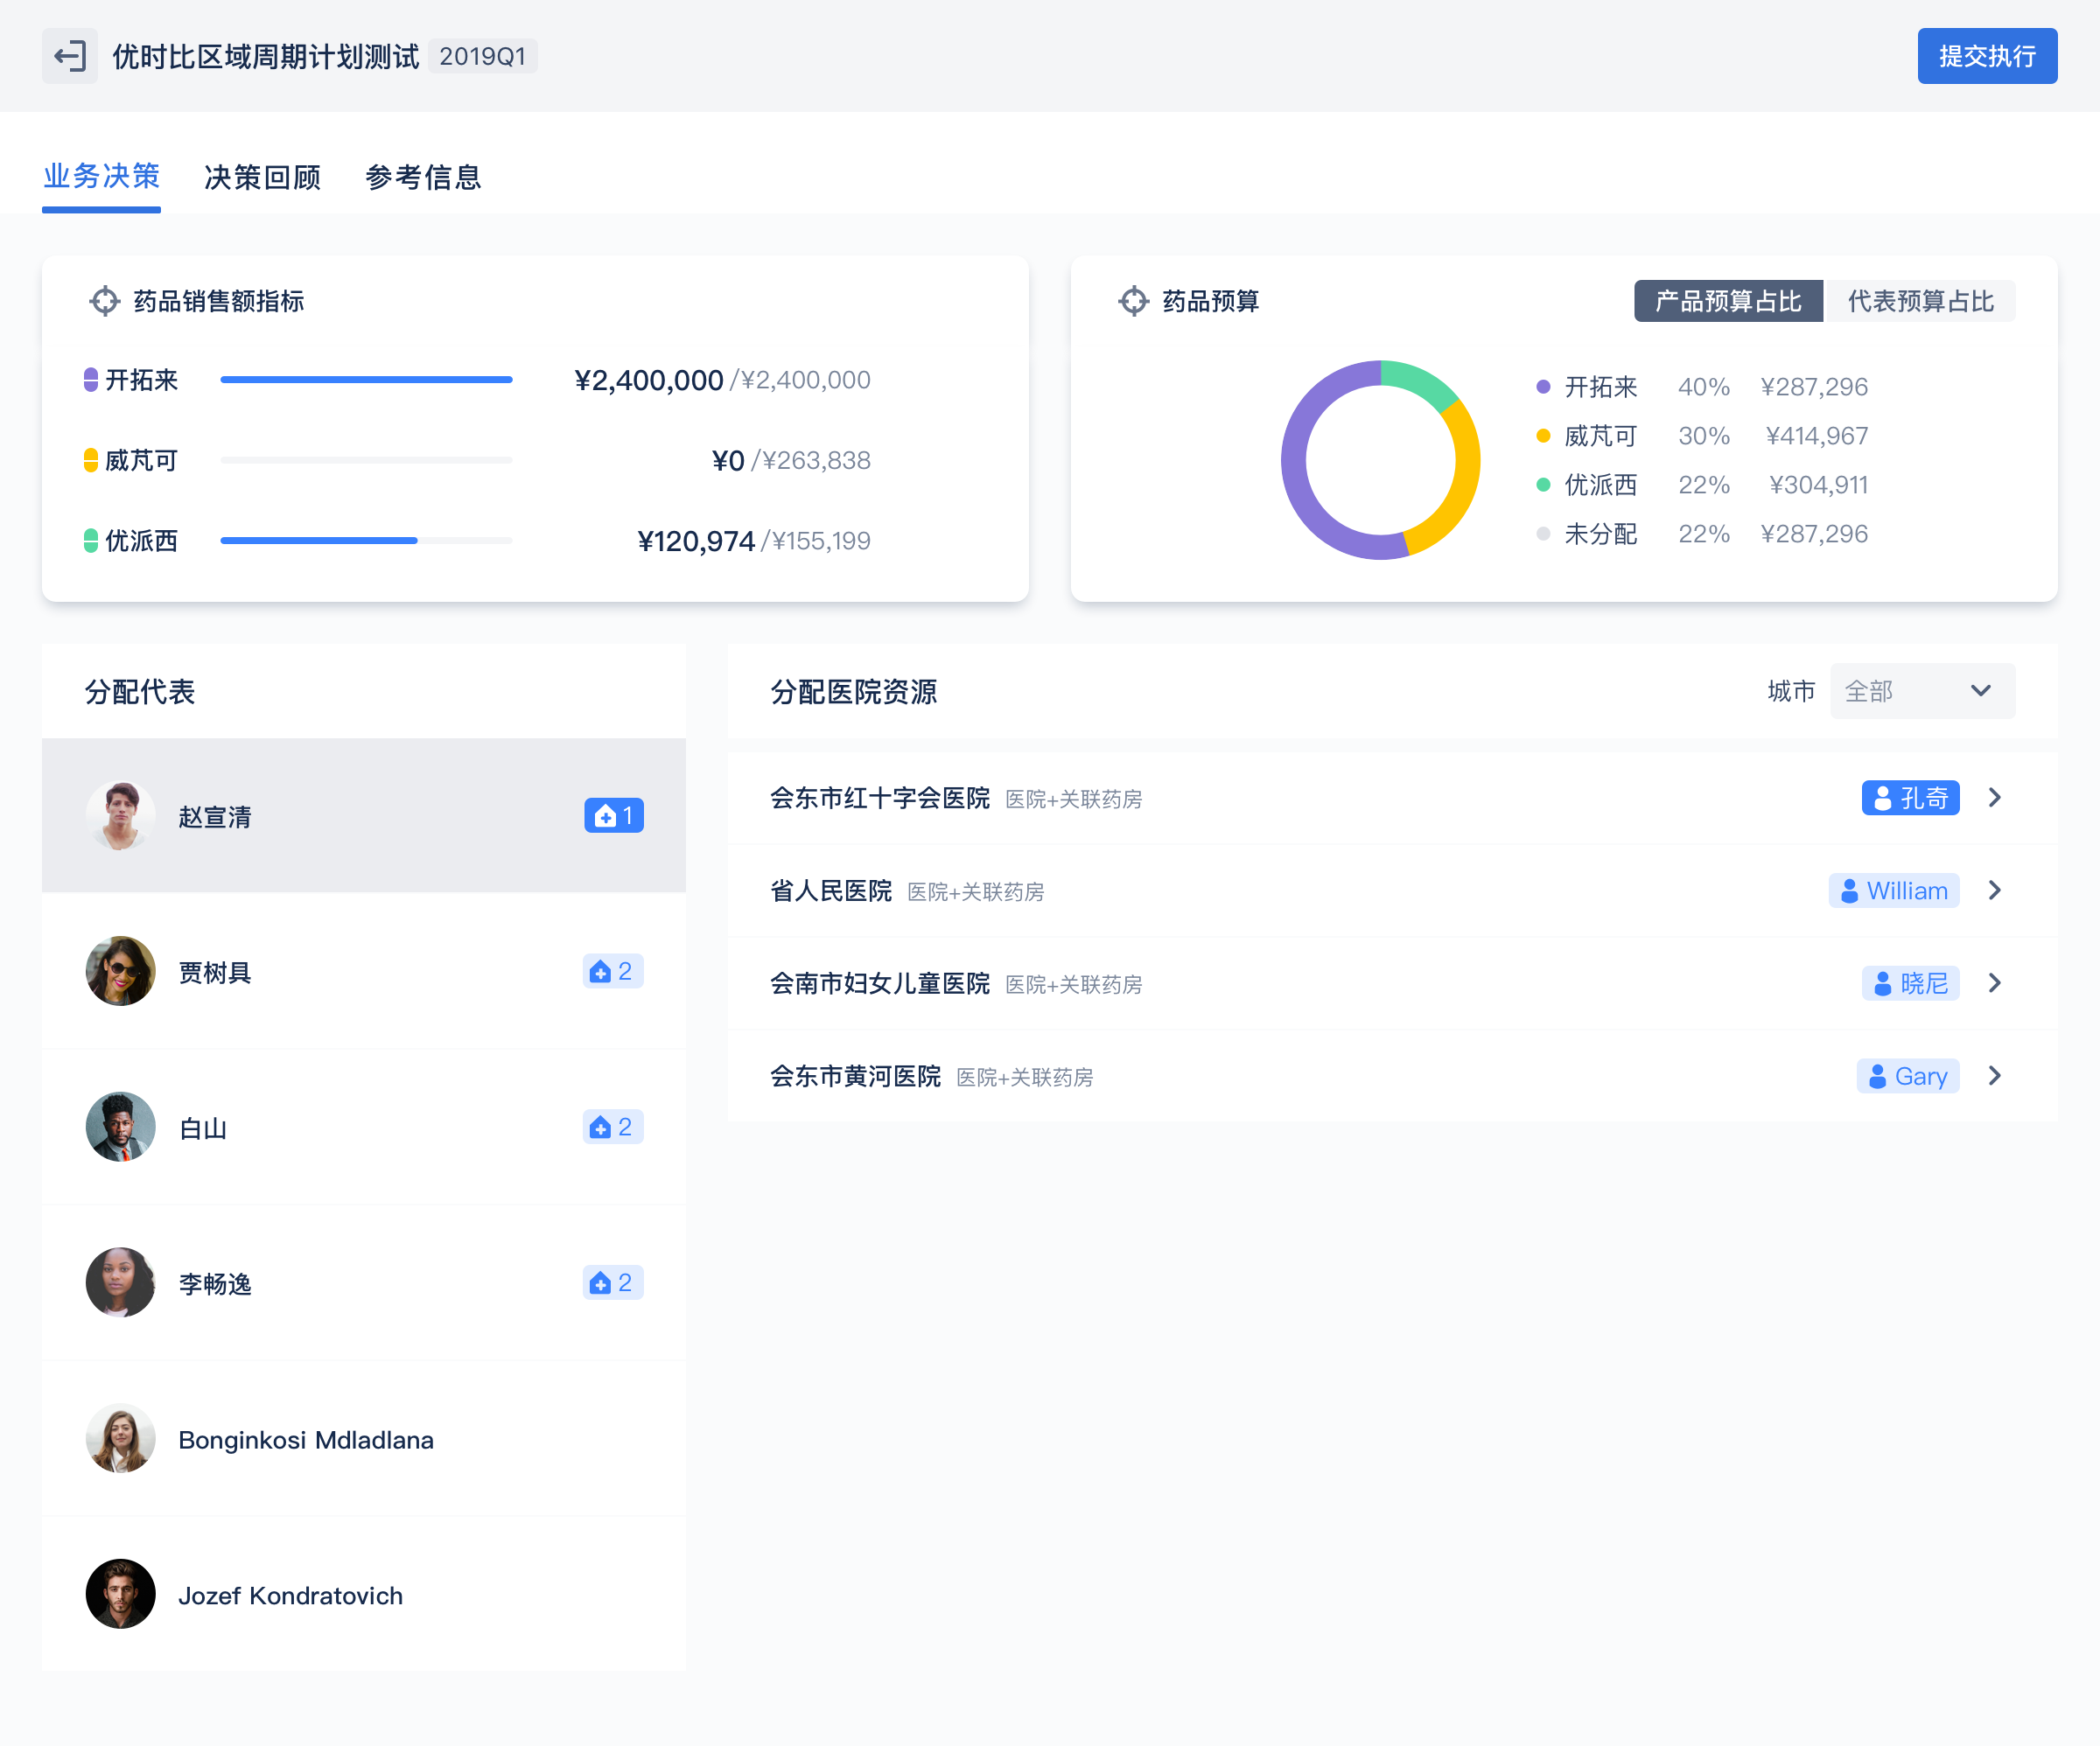 优时比区域周期计划测试 2019Q1 提交执行
业务决策 决策回顾 参考信息
药品销售额指标
开拓来 ¥2,400,000/¥2,400,000
威芃可 ¥0/¥263,838
优派西 ¥120,974/¥155,199
药品预算 产品预算占比 代表预算占比
开拓来 40% ¥287,296
威芃可 30% ¥414,967
优派西 22% ¥304,911
未分配 22% ¥287,296
分配代表
赵宣清 1
贾树具 2
白山 2
李畅逸 2
Bonginkosi Mdladlana
Jozef Kondratovich
分配医院资源 城市 全部
会东市红十字会医院 医院+关联药房 孔奇
省人民医院 医院+关联药房 William
会南市妇女儿童医院 医院+关联药房 晓尼
会东市黄河医院 医院+关联药房 Gary